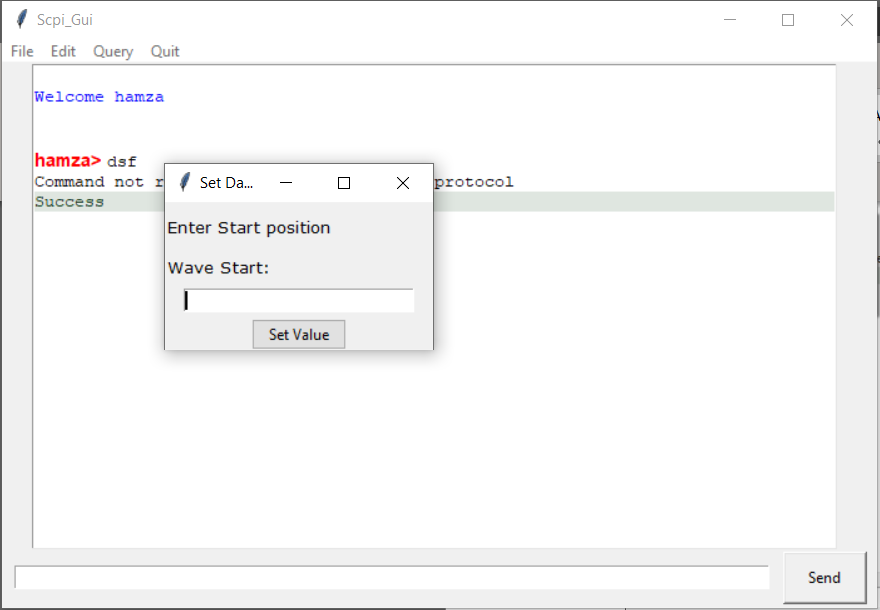 Scpi_Gui
File Edit Query Quit
Welcome hamza
hamza> dsf
Command not r protocol
Success
Set Da...
Enter Start position
Wave Start:
Set Value
Send